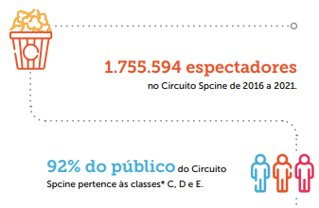 1.755.594 espectadores
no Circuito Spcine de 2016 a 2021.
92% do público do Circuito
Spcine pertence às classes* C, D e E.